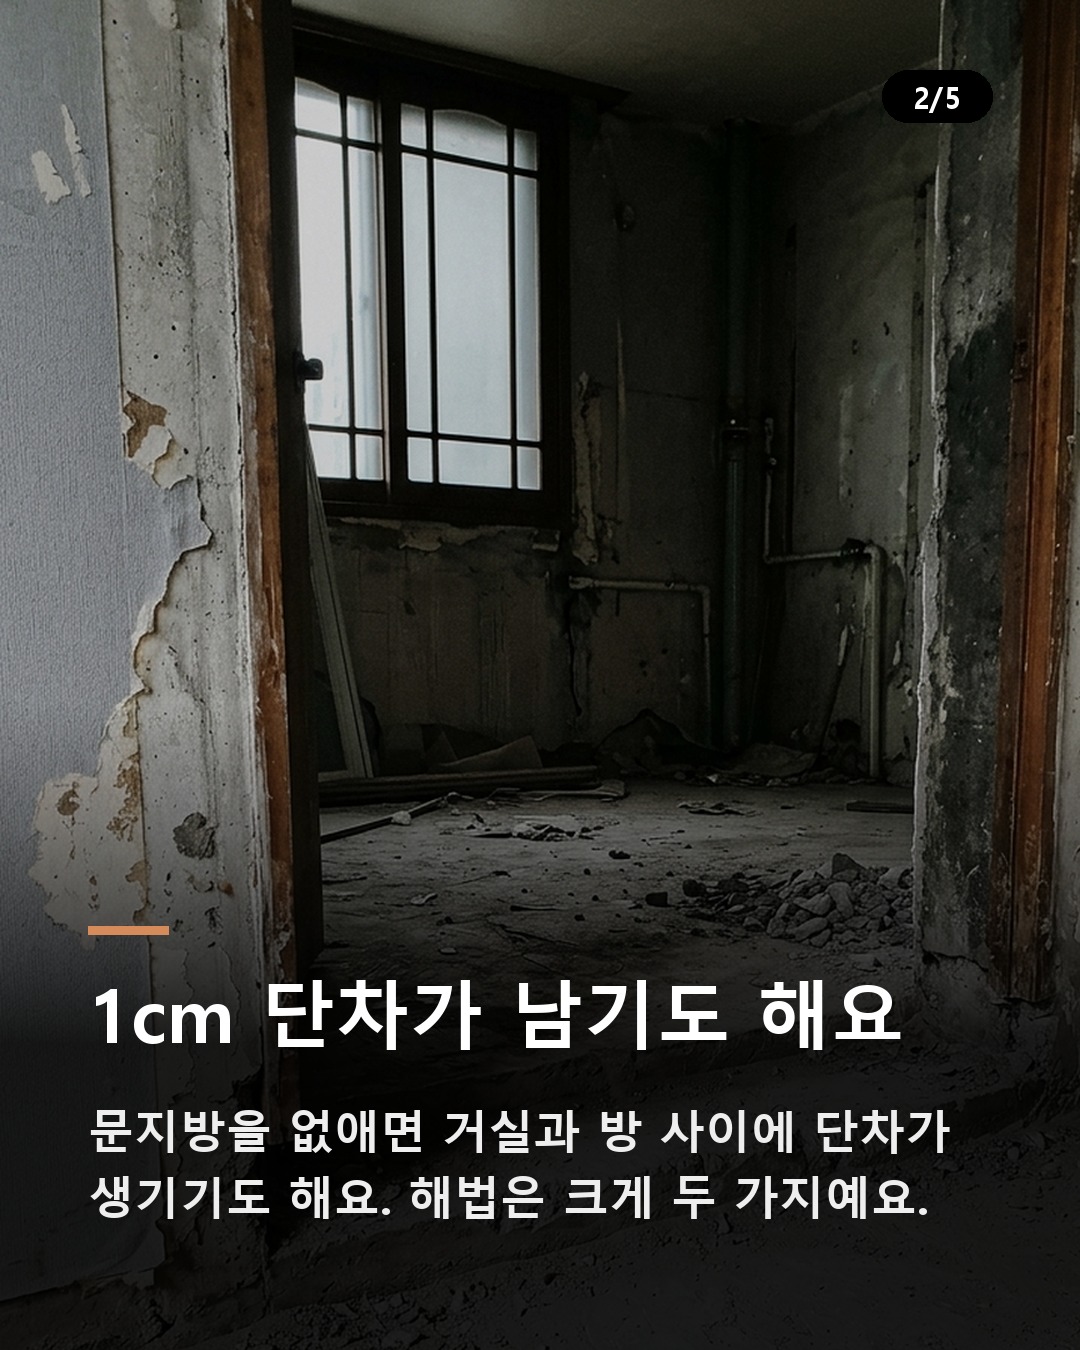 2/5
1cm 단차가 남기도 해요
문지방을 없애면 거실과 방 사이에 단차가
생기기도 해요. 해법은 크게 두 가지예요.